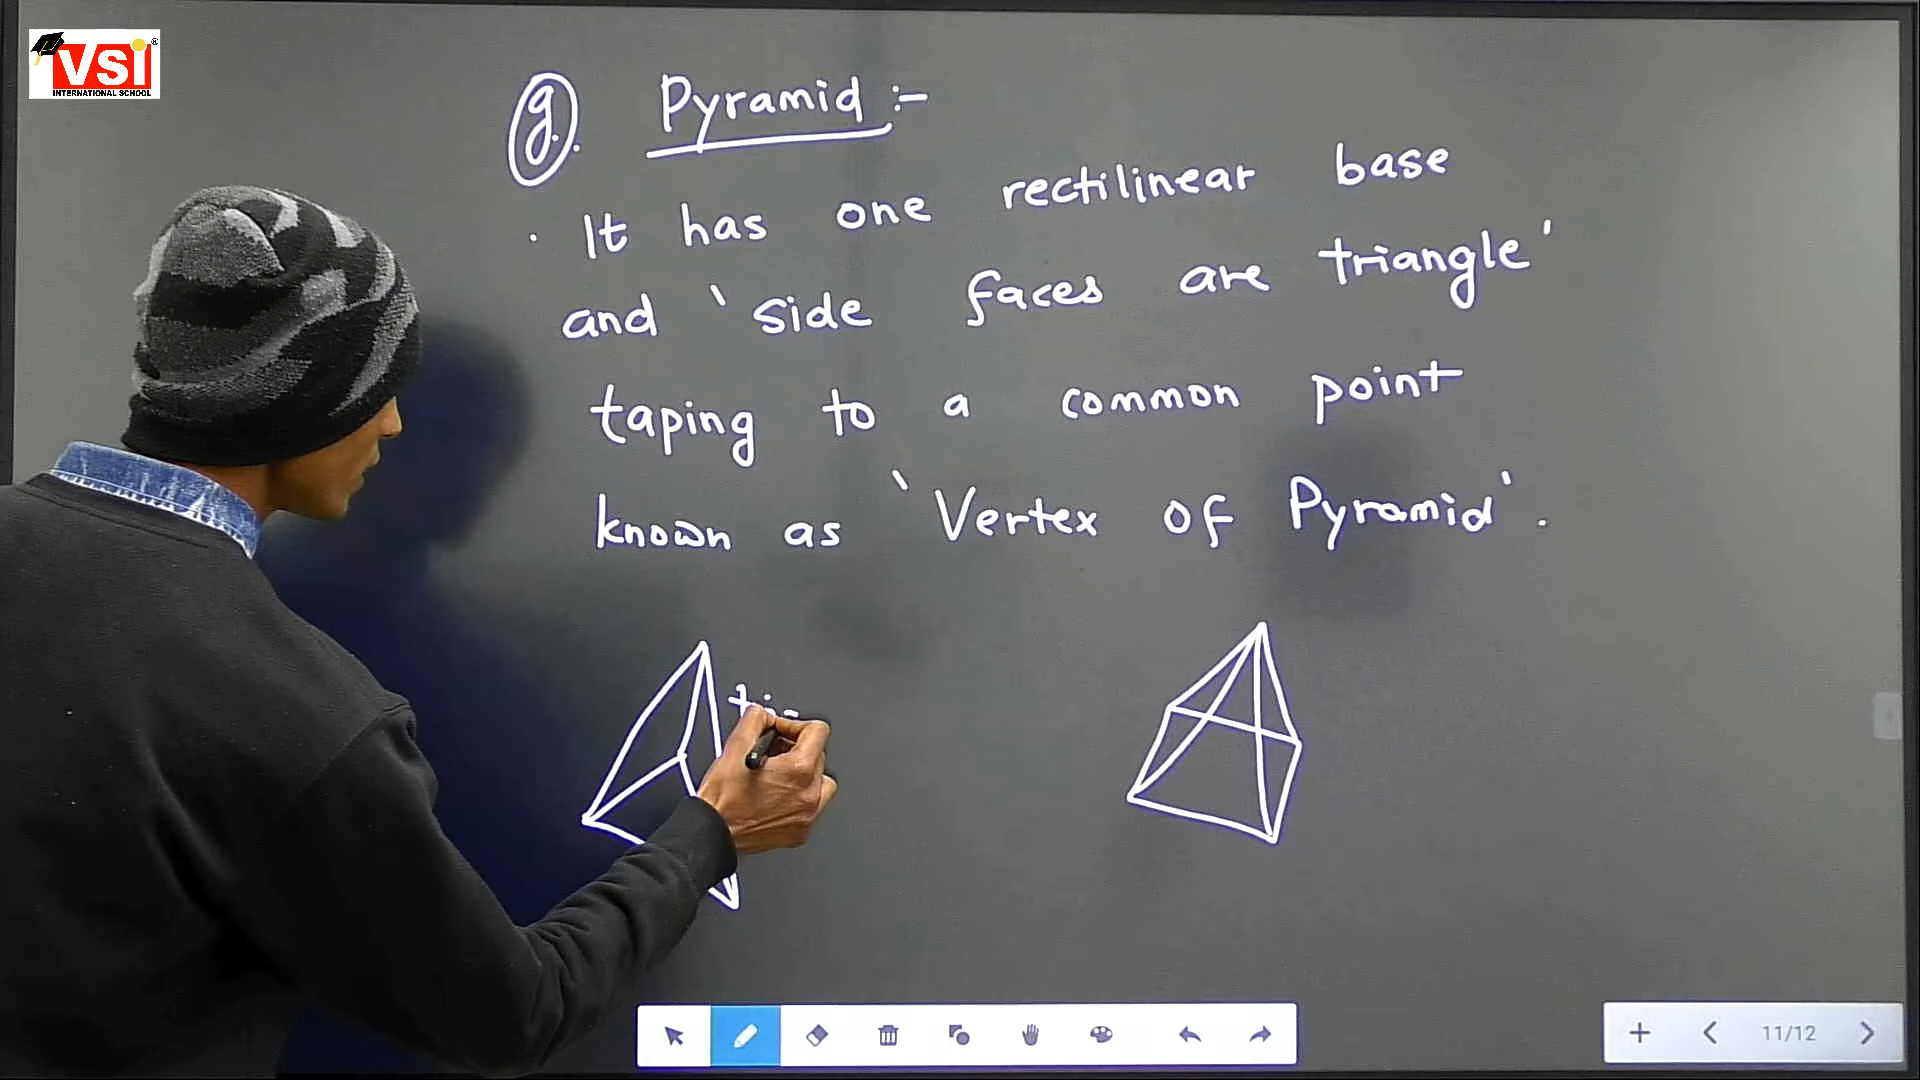 VSI
INTERNATIONAL SCHOOL
g. Pyramid :-
· It has one rectilinear base
and 'side faces are triangle'
taping to a common point
known as 'Vertex of Pyramid'.
11/12